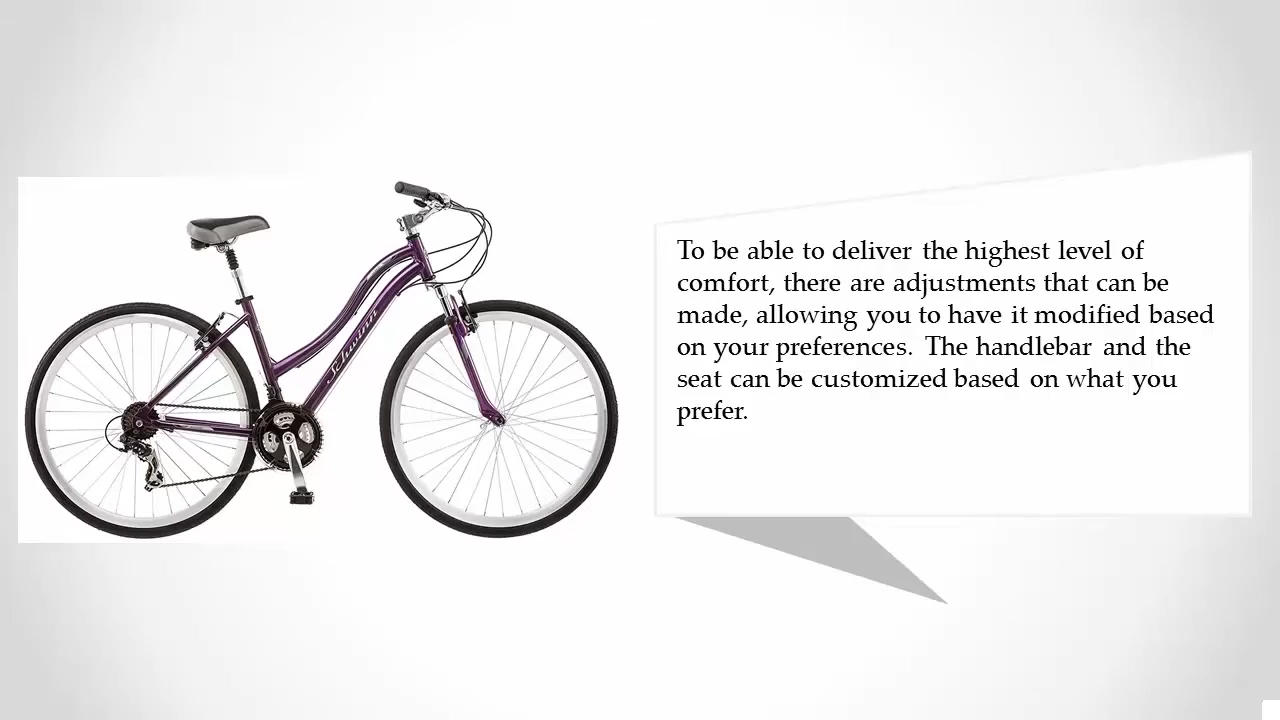 Schwinn
To be able to deliver the highest level of
comfort, there are adjustments that can be
made, allowing you to have it modified based
on your preferences.  The handlebar and the
seat can be customized based on what you
prefer.